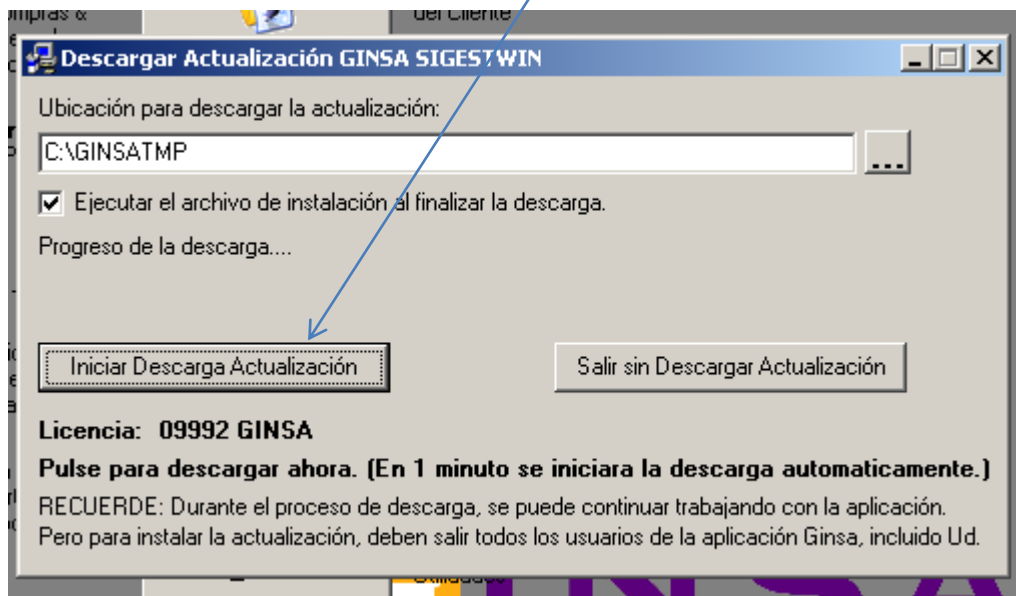 del Cliente
Descargar Actualización GINSA SIGESTWIN
Ubicación para descargar la actualización:
C:\GINSATMP
...
Ejecutar el archivo de instalación al finalizar la descarga.
Progreso de la descarga....
Iniciar Descarga Actualización
Salir sin Descargar Actualización
Licencia: 09992 GINSA
Pulse para descargar ahora. (En 1 minuto se iniciara la descarga automaticamente.)
RECUERDE: Durante el proceso de descarga, se puede continuar trabajando con la aplicación.
Pero para instalar la actualización, deben salir todos los usuarios de la aplicación Ginsa, incluido Ud.